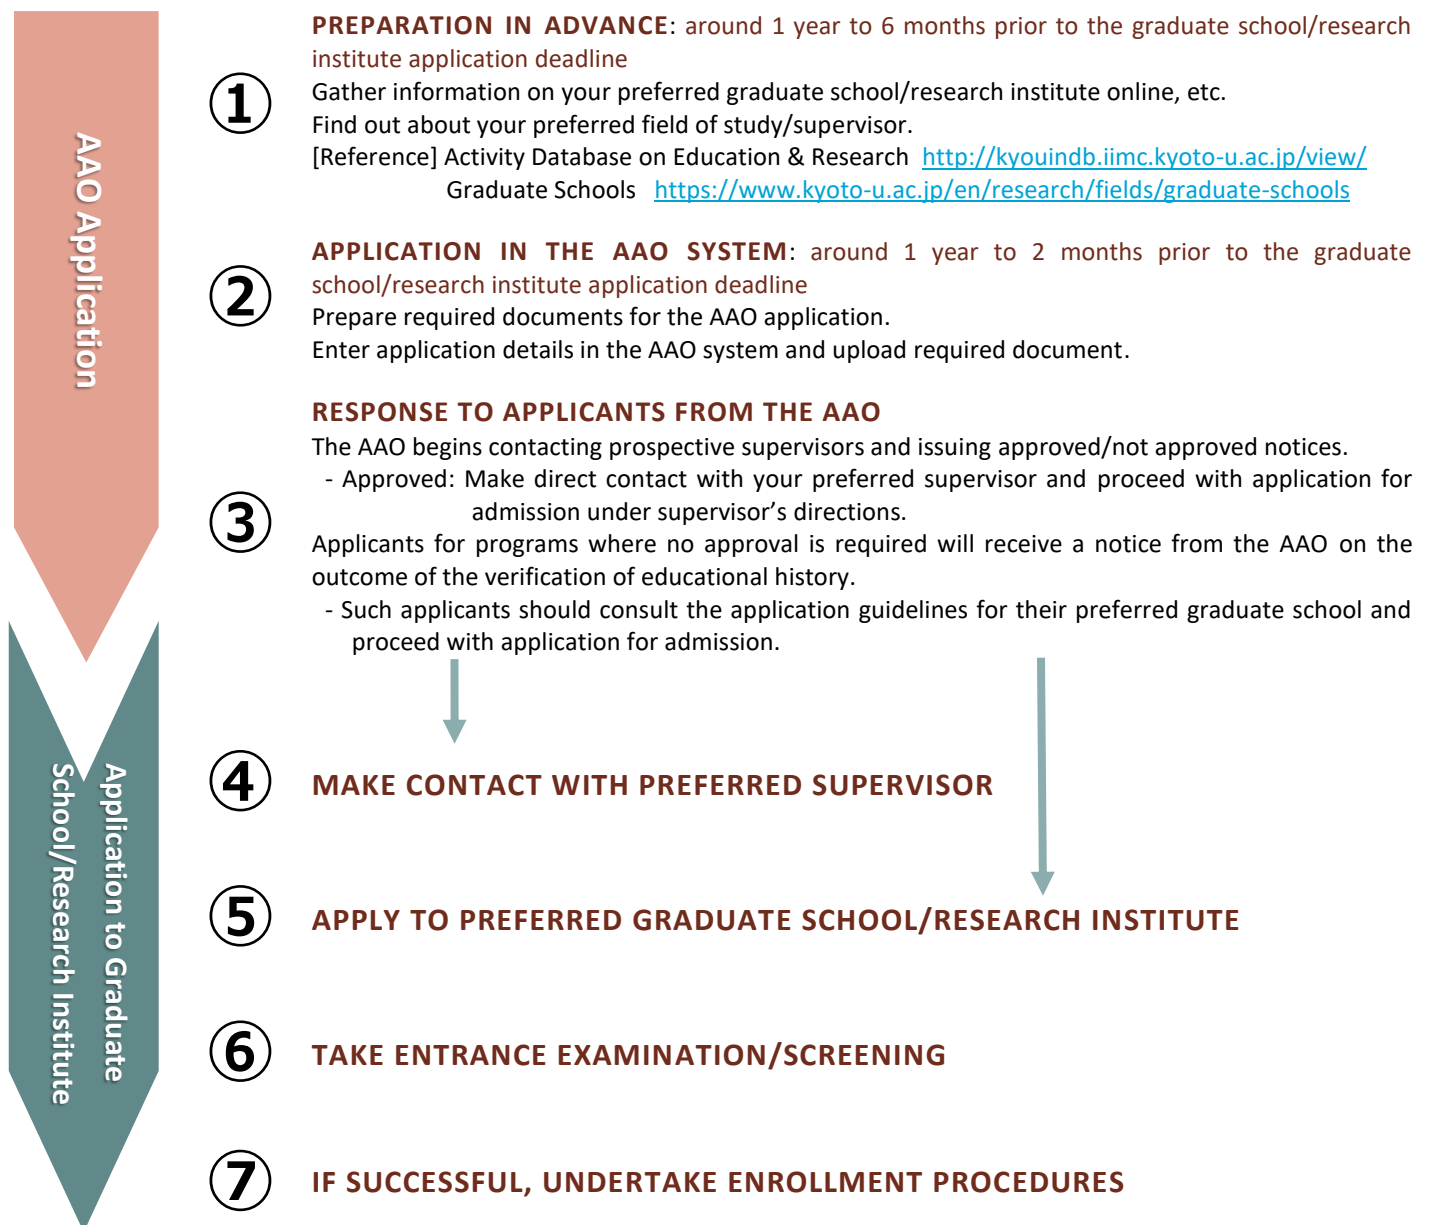 AAO Application
①
PREPARATION IN ADVANCE: around 1 year to 6 months prior to the graduate school/research
institute application deadline
Gather information on your preferred graduate school/research institute online, etc.
Find out about your preferred field of study/supervisor.
[Reference] Activity Database on Education & Research http://kyouindb.iimc.kyoto-u.ac.jp/view/
Graduate Schools https://www.kyoto-u.ac.jp/en/research/fields/graduate-schools
②
APPLICATION IN THE AAO SYSTEM: around 1 year to 2 months prior to the graduate
school/research institute application deadline
Prepare required documents for the AAO application.
Enter application details in the AAO system and upload required document.
③
RESPONSE TO APPLICANTS FROM THE AAO
The AAO begins contacting prospective supervisors and issuing approved/not approved notices.
- Approved: Make direct contact with your preferred supervisor and proceed with application for
admission under supervisor’s directions.
Applicants for programs where no approval is required will receive a notice from the AAO on the
outcome of the verification of educational history.
- Such applicants should consult the application guidelines for their preferred graduate school and
proceed with application for admission.
Application to Graduate
School/Research Institute
④
MAKE CONTACT WITH PREFERRED SUPERVISOR
⑤
APPLY TO PREFERRED GRADUATE SCHOOL/RESEARCH INSTITUTE
⑥
TAKE ENTRANCE EXAMINATION/SCREENING
⑦
IF SUCCESSFUL, UNDERTAKE ENROLLMENT PROCEDURES